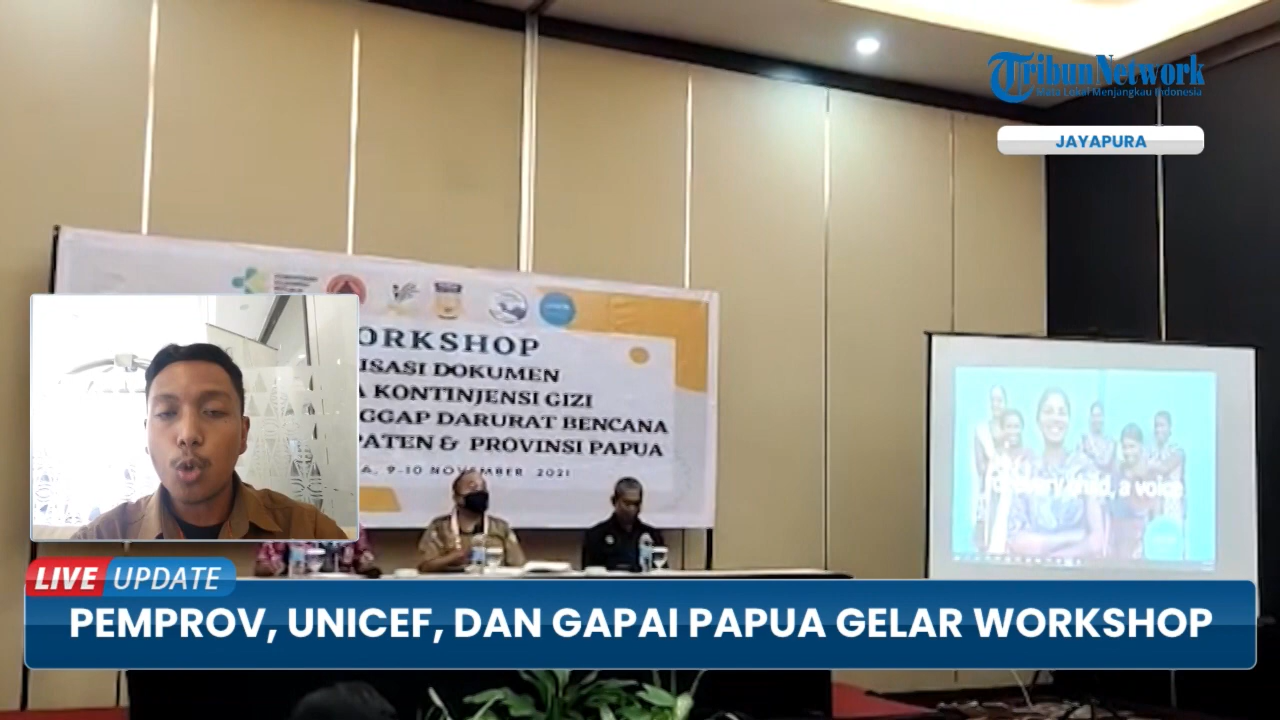 TribunNetwork
Mata Lokal Menjangkau Indonesia
JAYAPURA
ORKSHOP
ISASI DOKUMEN
A KONTINJENSI GIZI
GGAP DARURAT BENCANA
PATEN & PROVINSI PAPUA
A, 9-10 NOVEMBER 2021
a voice
LIVE UPDATE
PEMPROV, UNICEF, DAN GAPAI PAPUA GELAR WORKSHOP